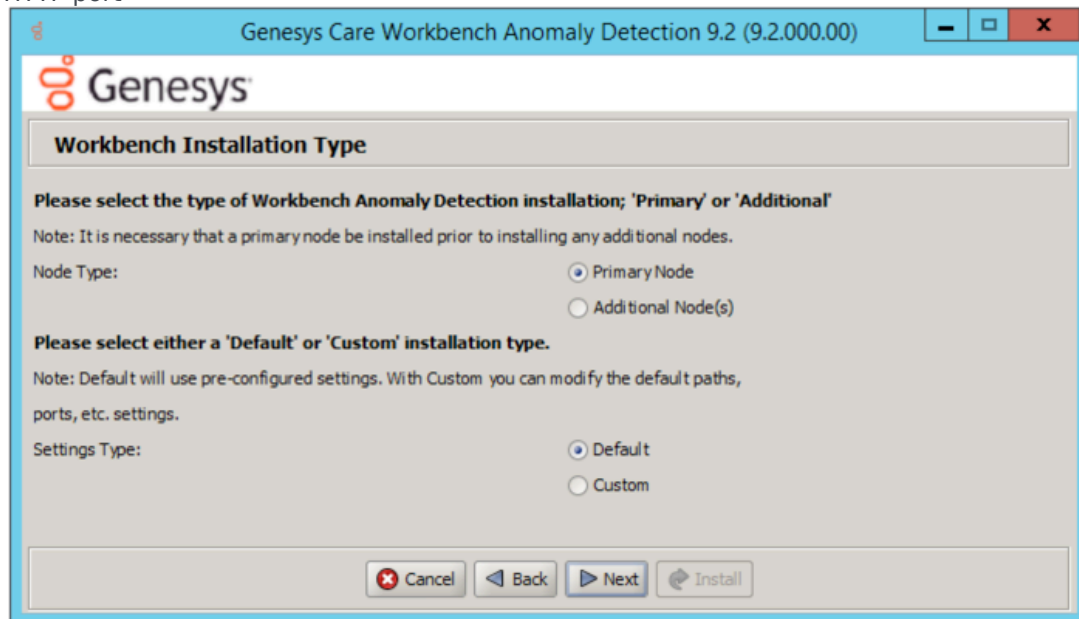 Genesys Care Workbench Anomaly Detection 9.2 (9.2.000.00)
Genesys
Workbench Installation Type
Please select the type of Workbench Anomaly Detection installation; 'Primary' or 'Additional'
Note: It is necessary that a primary node be installed prior to installing any additional nodes.
Node Type:
Primary Node
Additional Node(s)
Please select either a 'Default' or 'Custom' installation type.
Note: Default will use pre-configured settings. With Custom you can modify the default paths,
ports, etc. settings.
Settings Type:
Default
Custom
Cancel
Back
Next
Install